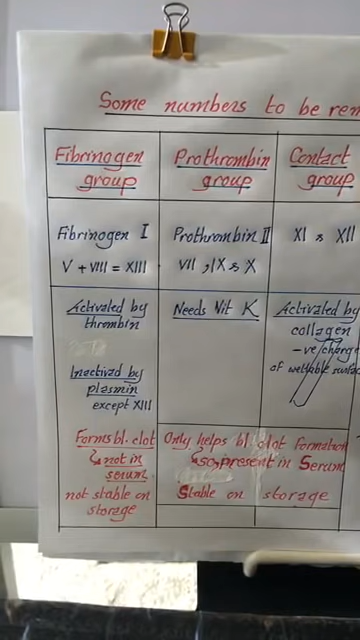 Some numbers to be rem
Fibrinogen
group
Prothrombin
group
Contact
group
Fibrinogen I
V + VIII = XIII
Prothrombin II
VII , IX & X
XI & XII
Activated by
thrombin
Inactived by
plasmin
except XIII
Needs Vit K
Activated by
collagen
-ve charge
of wettable surfac
Forms bl. clot
not in
serum
not stable on
storage
Only helps bl clot Formation
so, present in Serum
Stable on storage